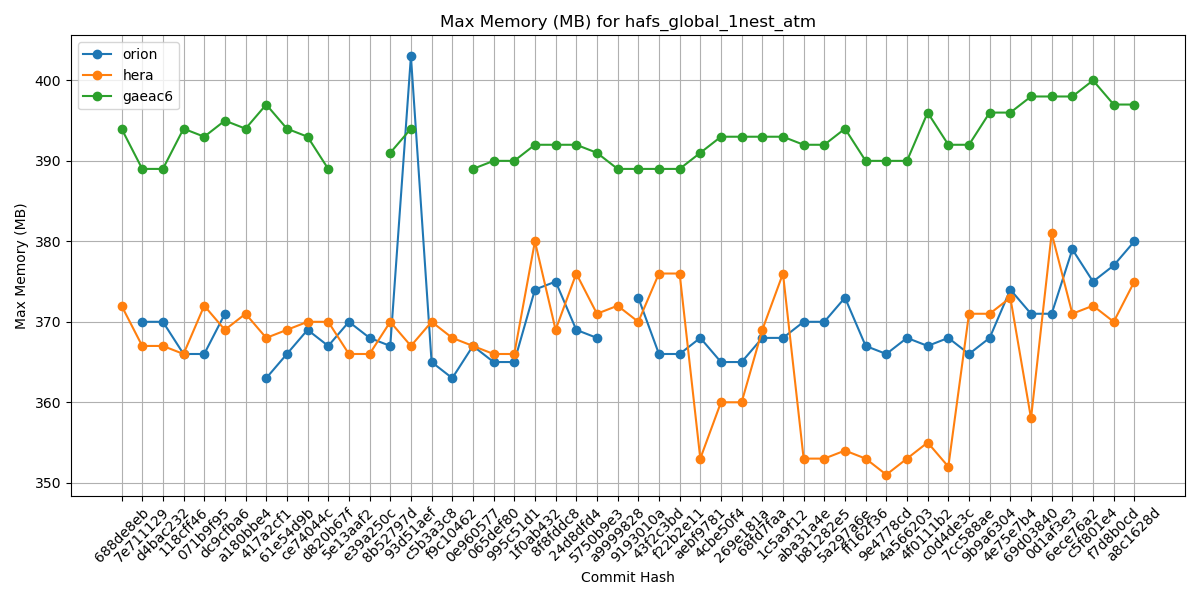 Max Memory (MB) for hafs_global_1nest_atm
orion
hera
gaeac6
Max Memory (MB)
400
390
380
370
360
350
688de8eb
7e711129
d4bac232
118cff46
071b9f95
dc9cfba6
a180bbe4
417a2cf1
61e54d9b
ce74044c
d820b67f
5e13aaf2
e39a250c
8b52797d
93d51aef
c5b3a3c8
f9c10462
0e960577
065def80
995c51d1
1f0ab432
8f8fdfdc8
24d8dfd4
5750b9e3
a9999828
9193010a
43f2c3bd
f22b2e11
aebf9781
4cbe50f4
269e181a
68fd7faa
1c5a9f12
aba31a4e
b81282e5
5a297a6e
ff162f36
9e4778cd
4a566203
4f011b2
c0d4de3c
7cc588ae
9b9a6304
4e75e7b4
69d03840
0d1af3e3
6ece76a2
c5f801e4
f7d8b0cd
a8c1628d
Commit Hash